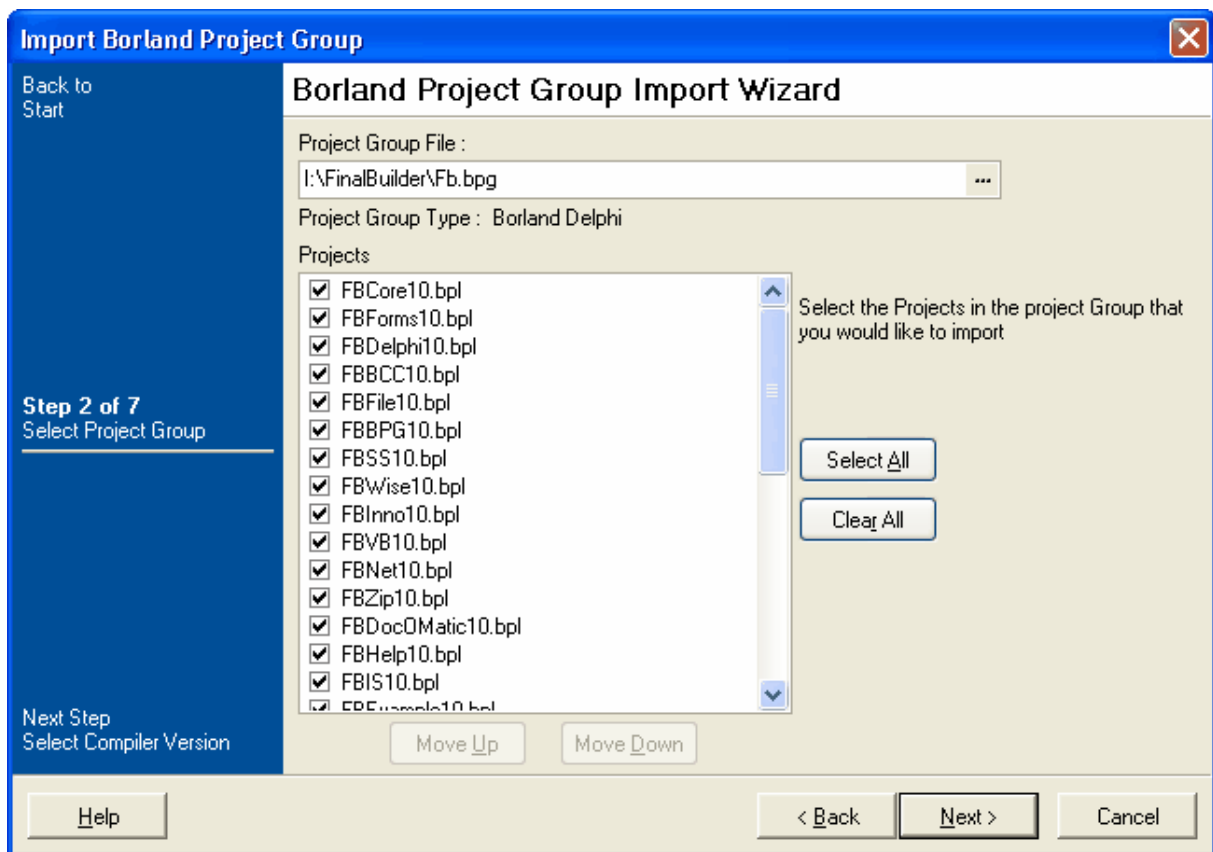 Import Borland Project Group
Back to
Start
Borland Project Group Import Wizard
Project Group File :
I:\FinalBuilder\Fb.bpg
...
Project Group Type : Borland Delphi
Projects
FBCore10.bpl
FBForms10.bpl
FBDelphi10.bpl
FBBCC10.bpl
FBFile10.bpl
FBBPG10.bpl
FBSS10.bpl
FBWise10.bpl
FBInno10.bpl
FBVB10.bpl
FBNet10.bpl
FBZip10.bpl
FBDocOMatic10.bpl
FBHelp10.bpl
FBIS10.bpl
FBExample10.bpl
Select the Projects in the project Group that
you would like to import
Select All
Clear All
Step 2 of 7
Select Project Group
Next Step
Select Compiler Version
Move Up
Move Down
Help
< Back
Next >
Cancel